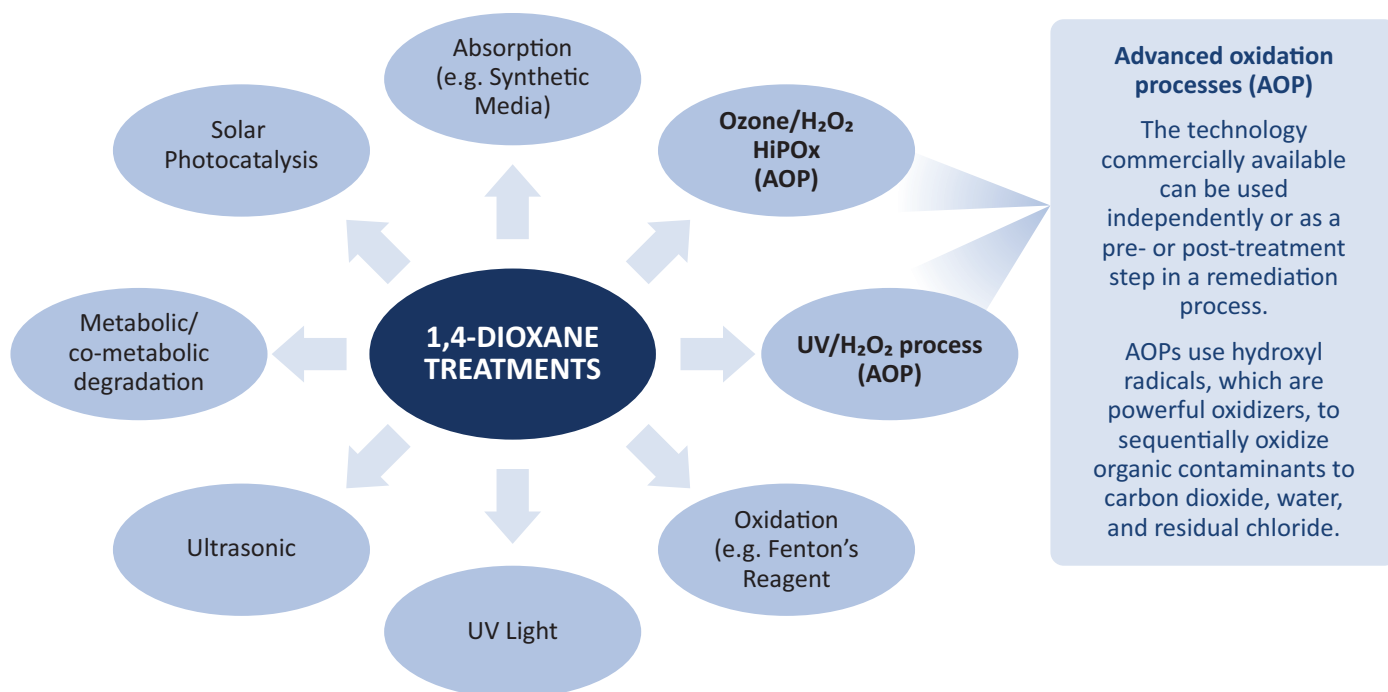 Absorption
(e.g. Synthetic
Media)
Ozone/H₂O₂
HiPOx
(AOP)
UV/H₂O₂ process
(AOP)
Oxidation
(e.g. Fenton’s
Reagent
UV Light
Ultrasonic
Metabolic/
co-metabolic
degradation
Solar
Photocatalysis
1,4-DIOXANE
TREATMENTS
Advanced oxidation
processes (AOP)
The technology
commercially available
can be used
independently or as a
pre- or post-treatment
step in a remediation
process.
AOPs use hydroxyl
radicals, which are
powerful oxidizers, to
sequentially oxidize
organic contaminants to
carbon dioxide, water,
and residual chloride.